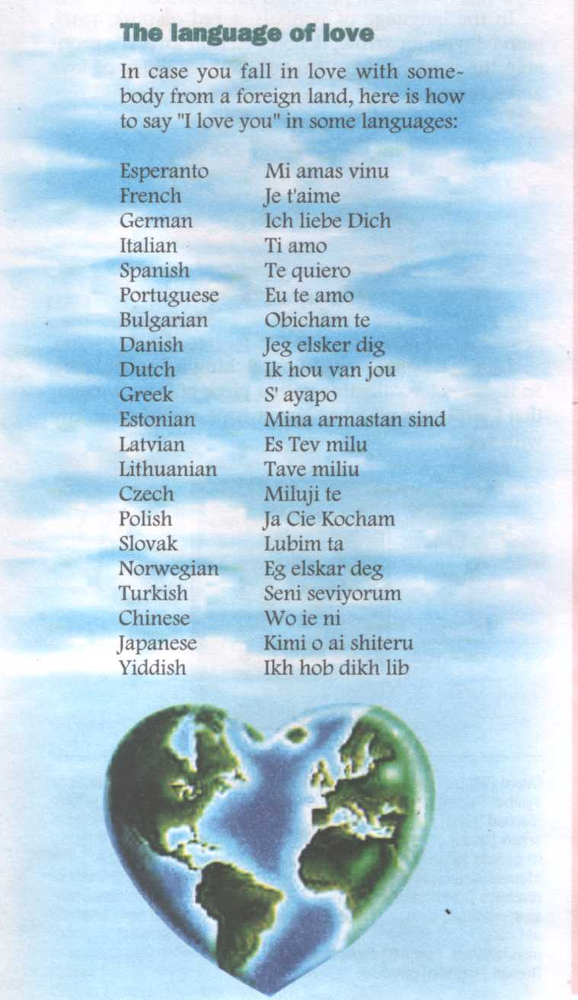 The language of love
In case you fall in love with some-
body from a foreign land, here is how
to say "I love you" in some languages:
Esperanto Mi amas vinu
French Je t'aime
German Ich liebe Dich
Italian Ti amo
Spanish Te quiero
Portuguese Eu te amo
Bulgarian Obicham te
Danish Jeg elsker dig
Dutch Ik hou van jou
Greek S' ayapo
Estonian Mina armastan sind
Latvian Es Tev milu
Lithuanian Tave miliu
Czech Miluji te
Polish Ja Cie Kocham
Slovak Lubim ta
Norwegian Eg elskar deg
Turkish Seni seviyorum
Chinese Wo ie ni
Japanese Kimi o ai shiteru
Yiddish Ikh hob dikh lib